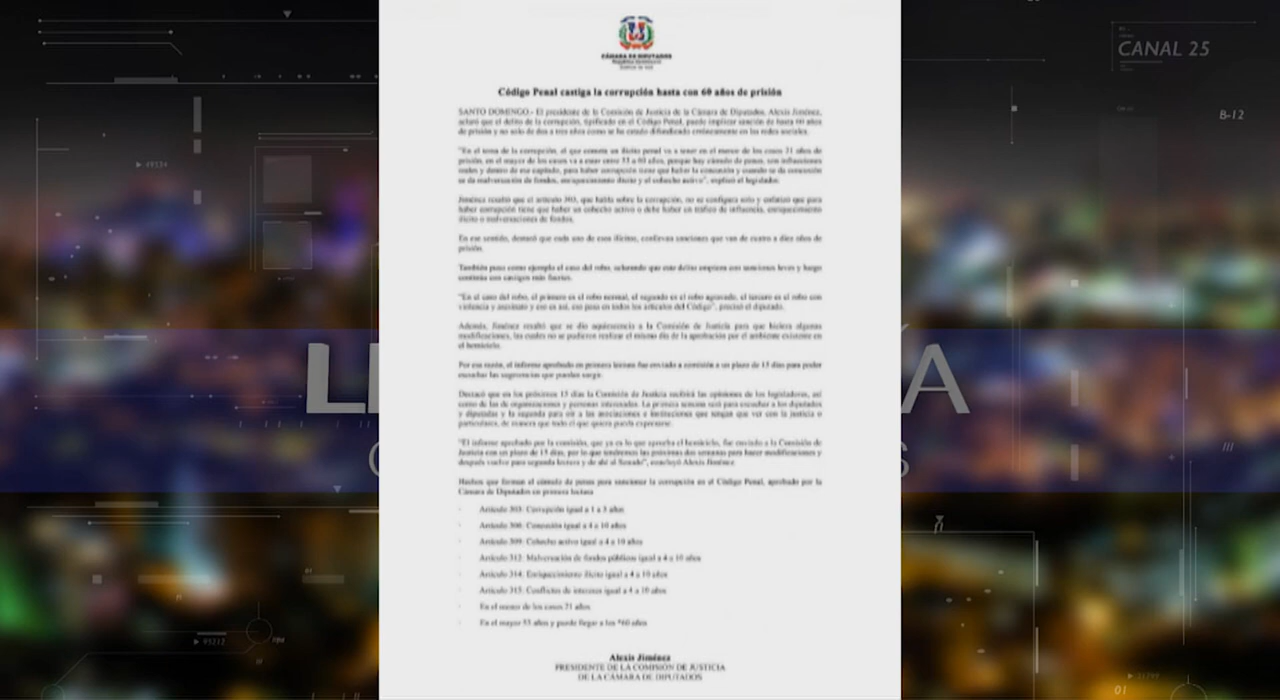 CÁMARA DE DIPUTADOS
República Dominicana
CANAL 25
B-12
Código Penal castiga la corrupción hasta con 60 años de prisión
SANTO DOMINGO.- El presidente de la Comisión de Justicia de la Cámara de Diputados, Alexis Jiménez,
aclaró que el delito de la corrupción, tipificado en el Código Penal, puede implicar sanción de hasta 60 años
de prisión y no solo de dos a tres años como se ha estado difundiendo erróneamente en las redes sociales.
"En el tema de la corrupción, el que cometa un ilícito penal va a tener en el menor de los casos 21 años de
prisión, en el mayor de los casos va a estar entre 53 a 60 años, porque hay cúmulo de penas, son infracciones
reales y dentro de ese capítulo, para haber corrupción tiene que haber la concusión y cuando se da concusión
se da malversación de fondos, enriquecimiento ilícito y el cohecho activo", explicó el legislador.
Jiménez resaltó que el artículo 303, que habla sobre la corrupción, no se configura solo y enfatizó que para
haber corrupción tiene que haber un cohecho activo o debe haber un tráfico de influencia, enriquecimiento
ilícito o malversaciones de fondos.
En ese sentido, destacó que cada uno de esos ilícitos, conllevan sanciones que van de cuatro a diez años de
prisión.
También puso como ejemplo el caso del robo, aclarando que este delito empieza con sanciones leves y luego
continúa con castigos más fuertes.
"En el caso del robo, el primero es el robo normal, el segundo es el robo agravado, el tercero es el robo con
violencia y asesinato y eso es así, eso pasa en todos los artículos del Código", precisó el diputado.
Además, Jiménez resaltó que se dio aquiescencia a la Comisión de Justicia para que hiciera algunas
modificaciones, las cuales no se pudieron realizar el mismo día de la aprobación por el ambiente existente en
el hemiciclo.
Por esa razón, el informe aprobado en primera lectura fue enviado a comisión a un plazo de 15 días para poder
escuchar las sugerencias que puedan surgir.
Destacó que en los próximos 15 días la Comisión de Justicia recibirá las opiniones de los legisladores, así
como de las de organizaciones y personas interesadas. La primera semana será para escuchar a los diputados
y diputadas y la segunda para oír a las asociaciones e instituciones que tengan que ver con la justicia o
particulares, de manera que todo el que quiera pueda expresarse.
"El informe aprobado por la comisión, que ya es lo que aprueba el hemiciclo, fue enviado a la Comisión de
Justicia con un plazo de 15 días, por lo que tendremos las próximas dos semanas para hacer modificaciones y
después vuelve para segunda lectura y de ahí al Senado", concluyó Alexis Jiménez.
Hechos que forman el cúmulo de penas para sancionar la corrupción en el Código Penal, aprobado por la
Cámara de Diputados en primera lectura
Artículo 303: Corrupción igual a 1 a 3 años
Artículo 306: Concusión igual a 4 a 10 años
Artículo 309: Cohecho activo igual a 4 a 10 años
Artículo 312: Malversación de fondos públicos igual a 4 a 10 años
Artículo 314: Enriquecimiento ilícito igual a 4 a 10 años
Artículo 315: Conflictos de intereses igual a 4 a 10 años
En el menor de los casos 21 años
En el mayor 53 años y puede llegar a los *60 años
Alexis Jiménez
PRESIDENTE DE LA COMISIÓN DE JUSTICIA
DE LA CÁMARA DE DIPUTADOS
49534
A
S
95212
01